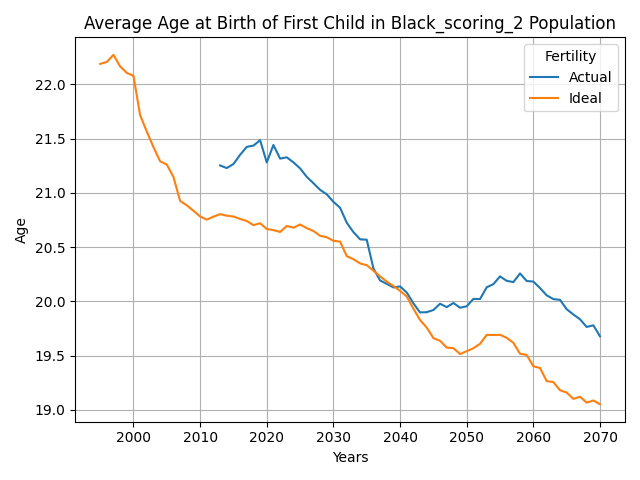 Average Age at Birth of First Child in Black_scoring_2 Population
Fertility
Actual
Ideal
Age
22.0
21.5
21.0
20.5
20.0
19.5
19.0
2000 2010 2020 2030 2040 2050 2060 2070
Years